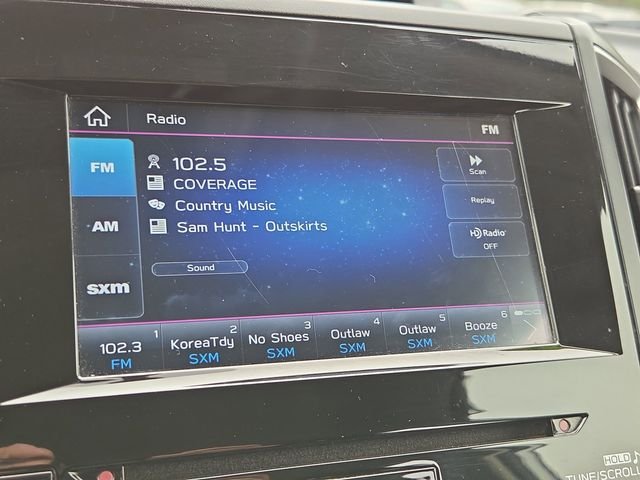 Radio FM
FM
102.5
COVERAGE
Country Music
Sam Hunt - Outskirts
Sound
AM
sxm
Scan
Replay
HD Radio
OFF
102.3 1
FM
KoreaTdy 2
SXM
No Shoes 3
SXM
Outlaw 4
SXM
Outlaw 5
SXM
Booze 6
SXM
HOLD
TUNE/SCROLL